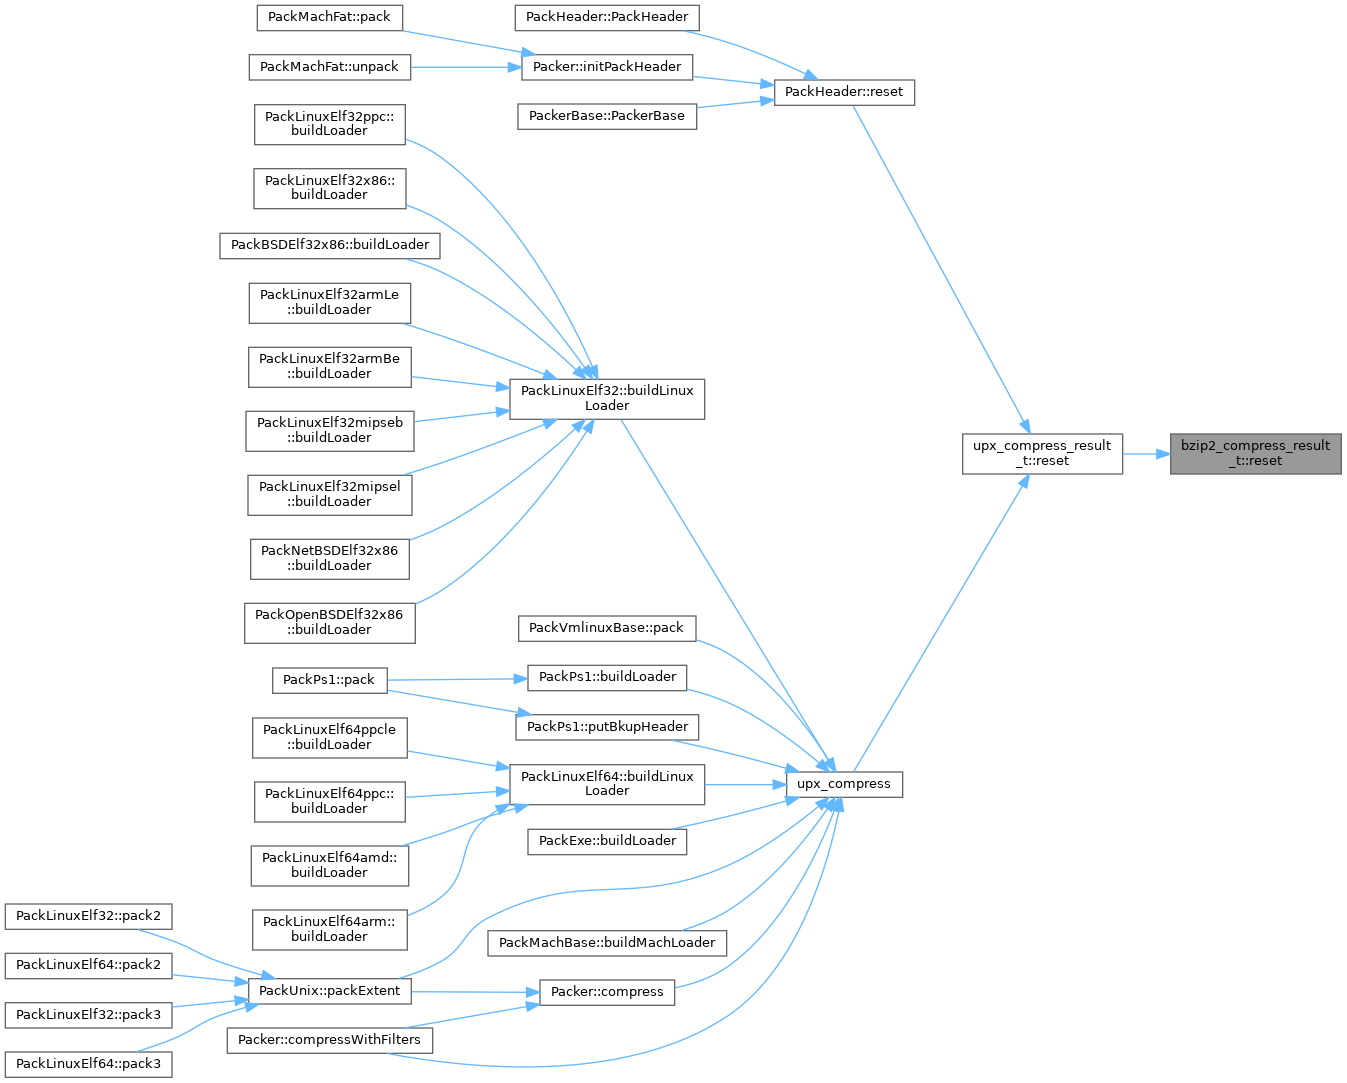 PackMachFat::pack
PackHeader::PackHeader
PackMachFat::unpack
Packer::initPackHeader
PackHeader::reset
PackerBase::PackerBase
PackLinuxElf32ppc::
buildLoader
PackLinuxElf32x86::
buildLoader
PackBSDElf32x86::buildLoader
PackLinuxElf32armLe
::buildLoader
PackLinuxElf32armBe
::buildLoader
PackLinuxElf32::buildLinux
Loader
PackLinuxElf32mipseb
::buildLoader
upx_compress_result
_t::reset
bzip2_compress_result
_t::reset
PackLinuxElf32mipsel
::buildLoader
PackNetBSDElf32x86
::buildLoader
PackOpenBSDElf32x86
::buildLoader
PackVmlinuxBase::pack
PackPs1::pack
PackPs1::buildLoader
PackPs1::putBkupHeader
PackLinuxElf64ppcle
::buildLoader
PackLinuxElf64::buildLinux
Loader
upx_compress
PackLinuxElf64ppc::
buildLoader
PackExe::buildLoader
PackLinuxElf64amd::
buildLoader
PackLinuxElf64arm::
buildLoader
PackLinuxElf32::pack2
PackMachBase::buildMachLoader
PackLinuxElf64::pack2
PackUnix::packExtent
Packer::compress
PackLinuxElf32::pack3
Packer::compressWithFilters
PackLinuxElf64::pack3